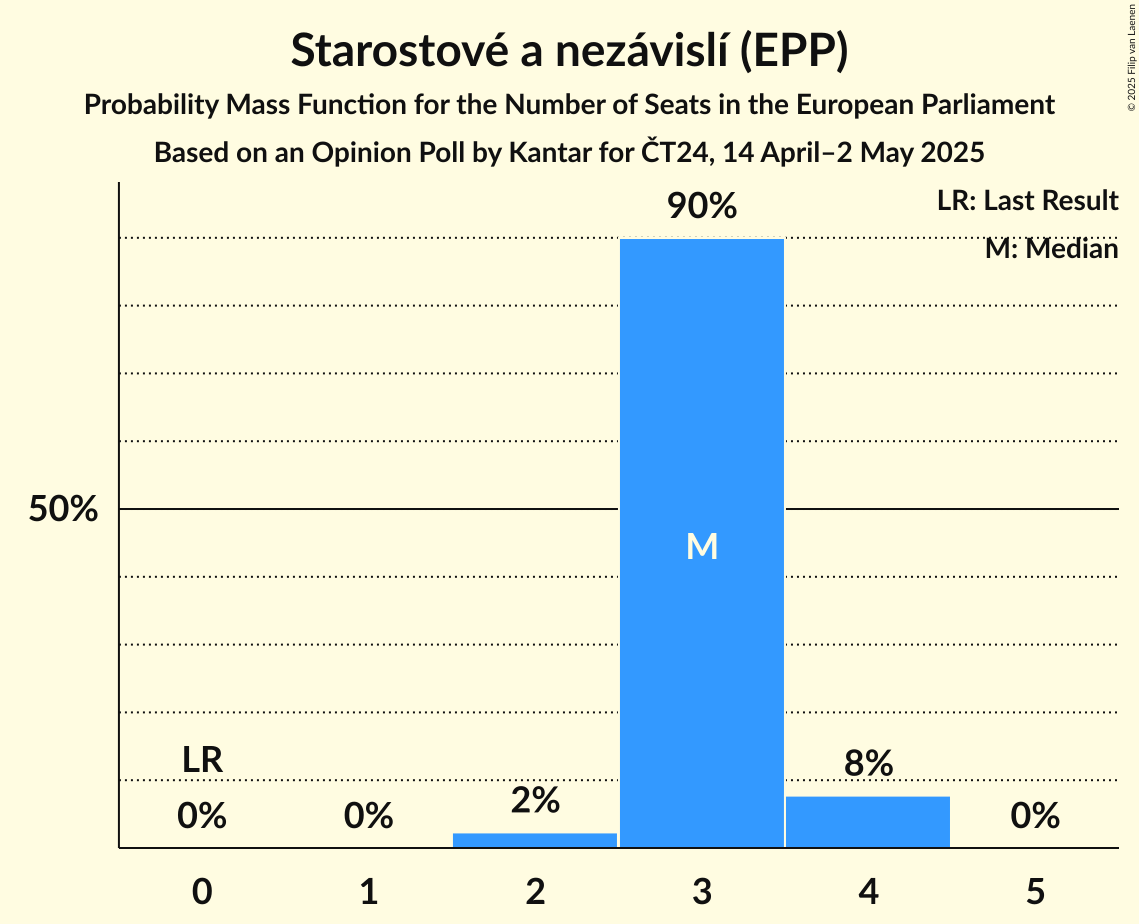 Starostové a nezávislí (EPP)
Probability Mass Function for the Number of Seats in the European Parliament
Based on an Opinion Poll by Kantar for ČT24, 14 April–2 May 2025
© 2025 Filip van Laenen
LR: Last Result
M: Median
90%
50%
M
LR
0%
0%
2%
8%
0%
0
1
2
3
4
5